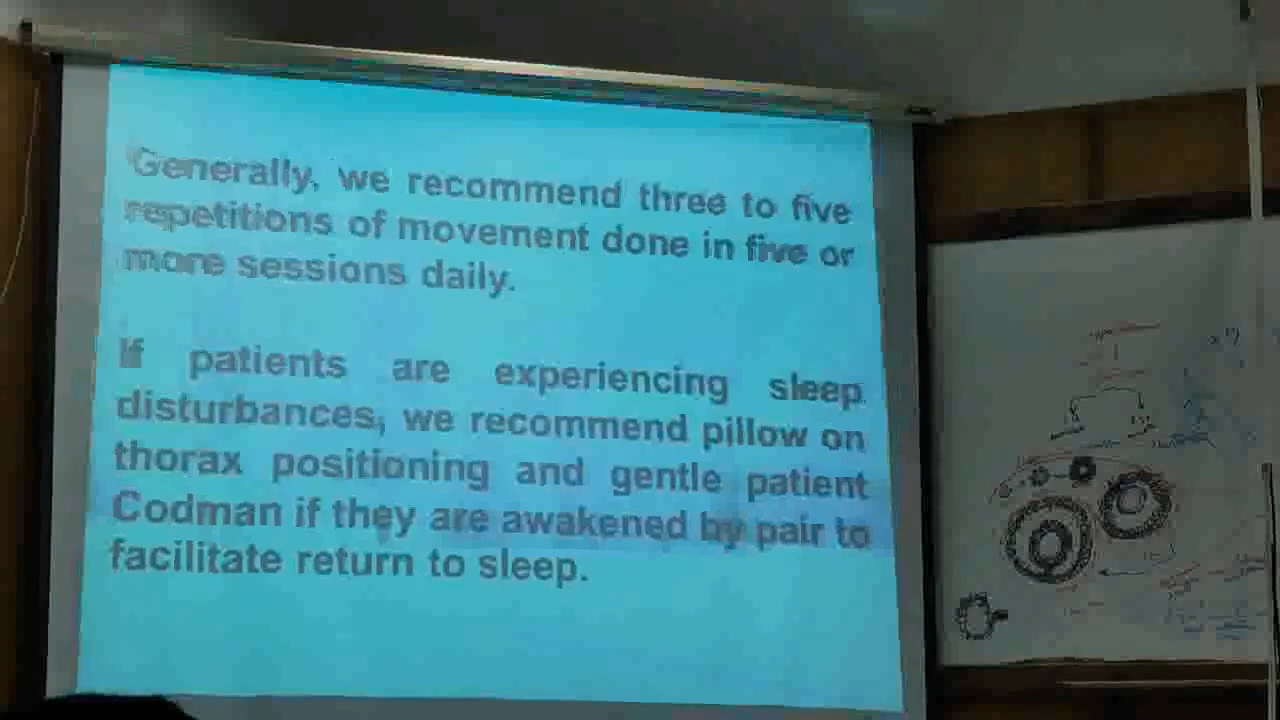 Generally, we recommend three to five
repetitions of movement done in five or
more sessions daily.
If patients are experiencing sleep
disturbances, we recommend pillow on
thorax positioning and gentle patient
Codman if they are awakened by pair to
facilitate return to sleep.